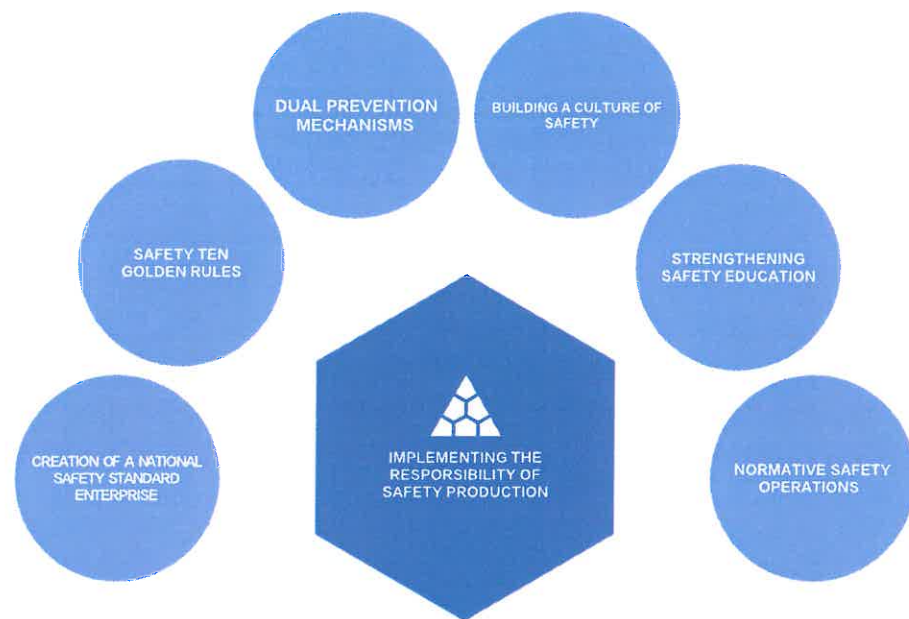 DUAL PREVENTION
MECHANISMS
BUILDING A CULTURE OF
SAFETY
SAFETY TEN
GOLDEN RULES
STRENGTHENING
SAFETY EDUCATION
CREATION OF A NATIONAL
SAFETY STANDARD
ENTERPRISE
IMPLEMENTING THE
RESPORSIBILITY OF
SAFETY PRODUCTION
NORMATIVE SAFETY
OPERATIONS